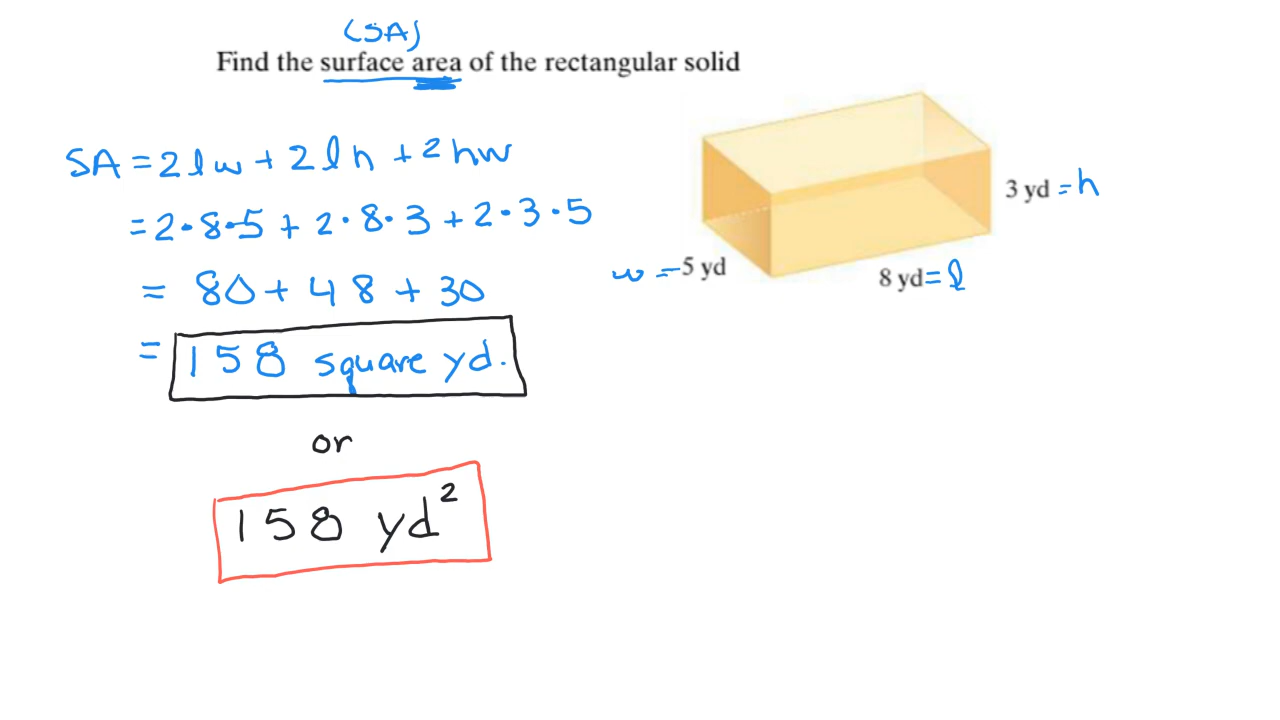 (SA)
Find the surface area of the rectangular solid
SA = 2lw + 2lh + 2hw
= 2·8·5 + 2·8·3 + 2·3·5
= 80 + 48 + 30
= 158 square yd.
or
158 yd²
3 yd = h
w = 5 yd
8 yd = l